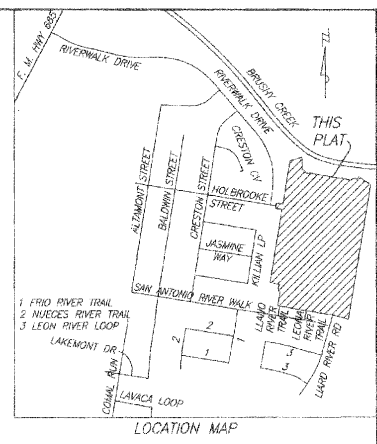 F. M. HWY 685
RIVERWALK DRIVE
RIVERWALK DRIVE
BRUSHY CREEK
THIS
PLAT
CRESTON CV
ALTAMONT STREET
BALDWIN STREET
CRESTON STREET
HOLBROOKE
STREET
JASMINE
WAY
KILLIAN LP
SAN ANTONIO RIVER WALK
1 FRIO RIVER TRAIL
2 NUECES RIVER TRAIL
3 LEON RIVER LOOP
LLANO
RIVER
TRAIL
LEONA
RIVER
TRAIL
LIARD RIVER RD
2
2
1
1
3
3
LAKEMONT DR
COMAL RUN
LAVACA LOOP
LOCATION MAP